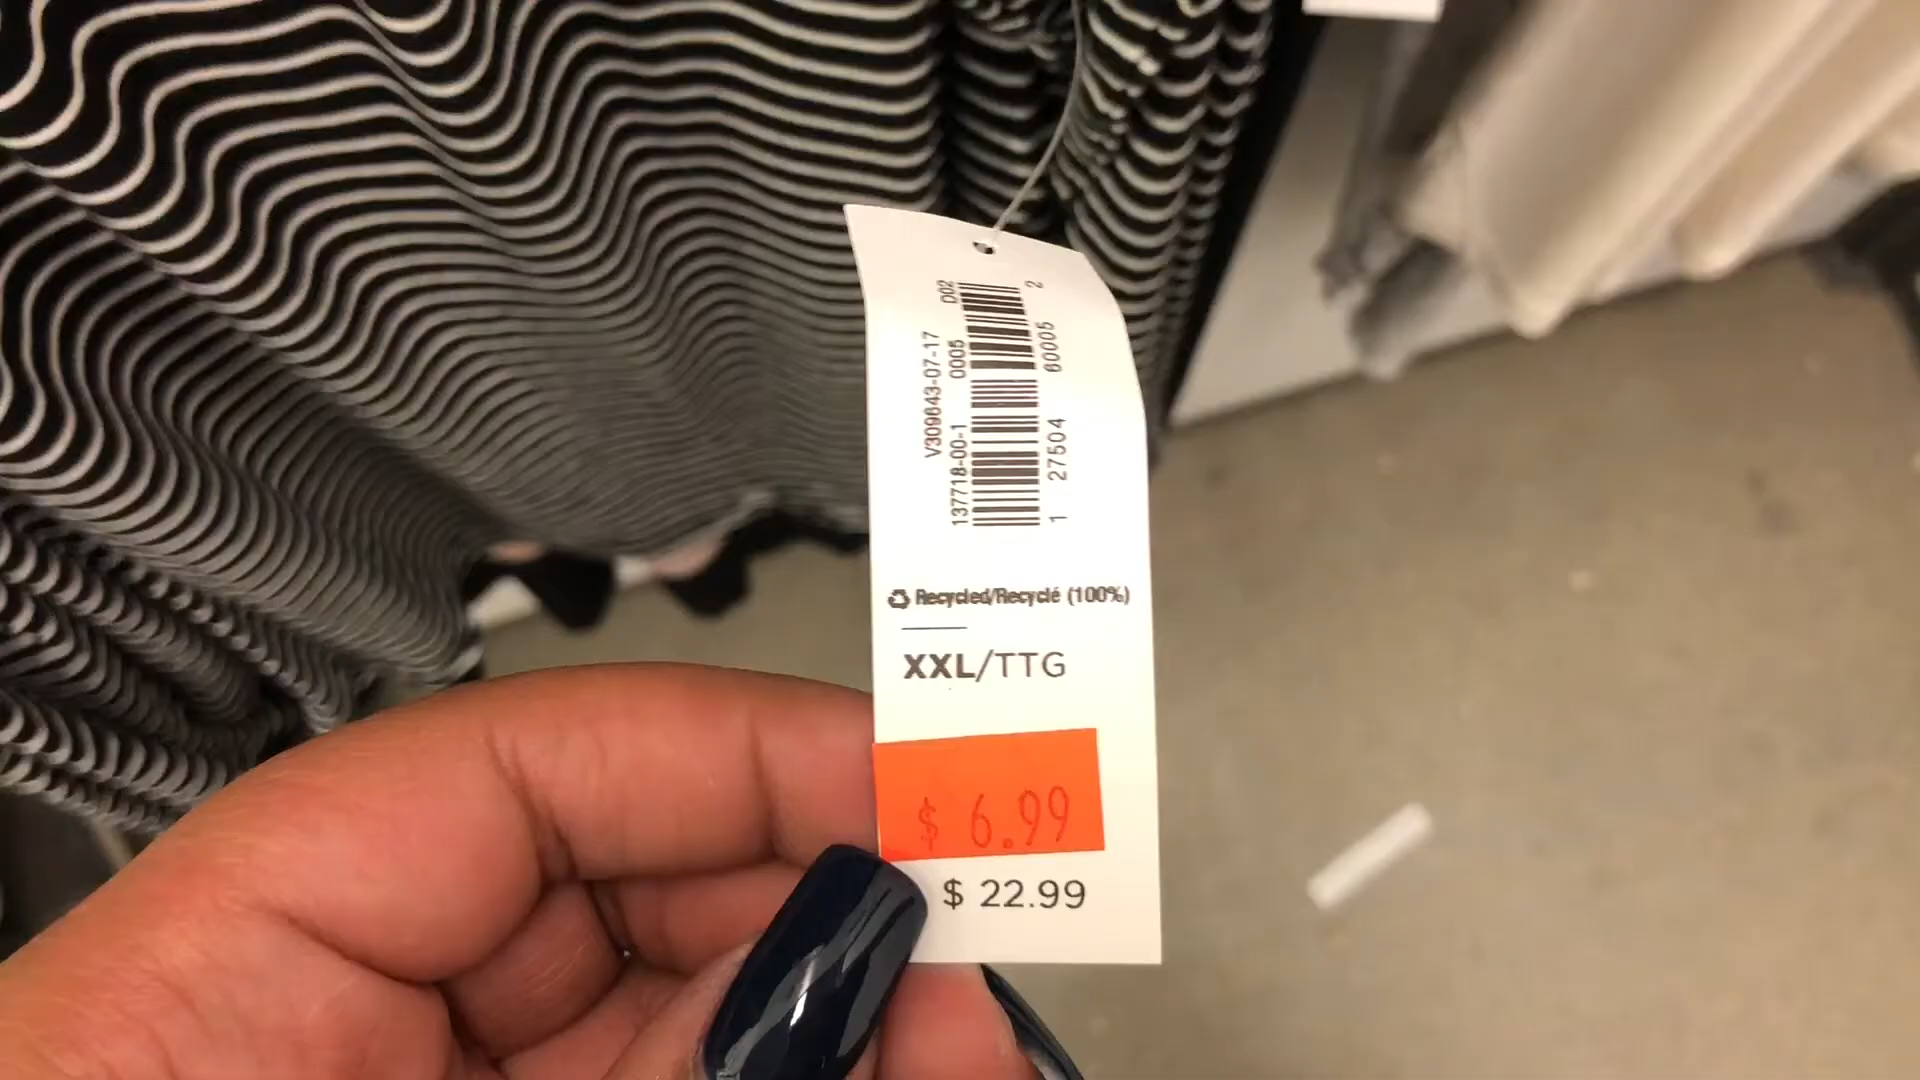 V309643-07-17
137718-00-1 0005 D02
1 27504 60005 2
Recycled/Recyclé (100%)
XXL/TTG
$ 6.99
$ 22.99